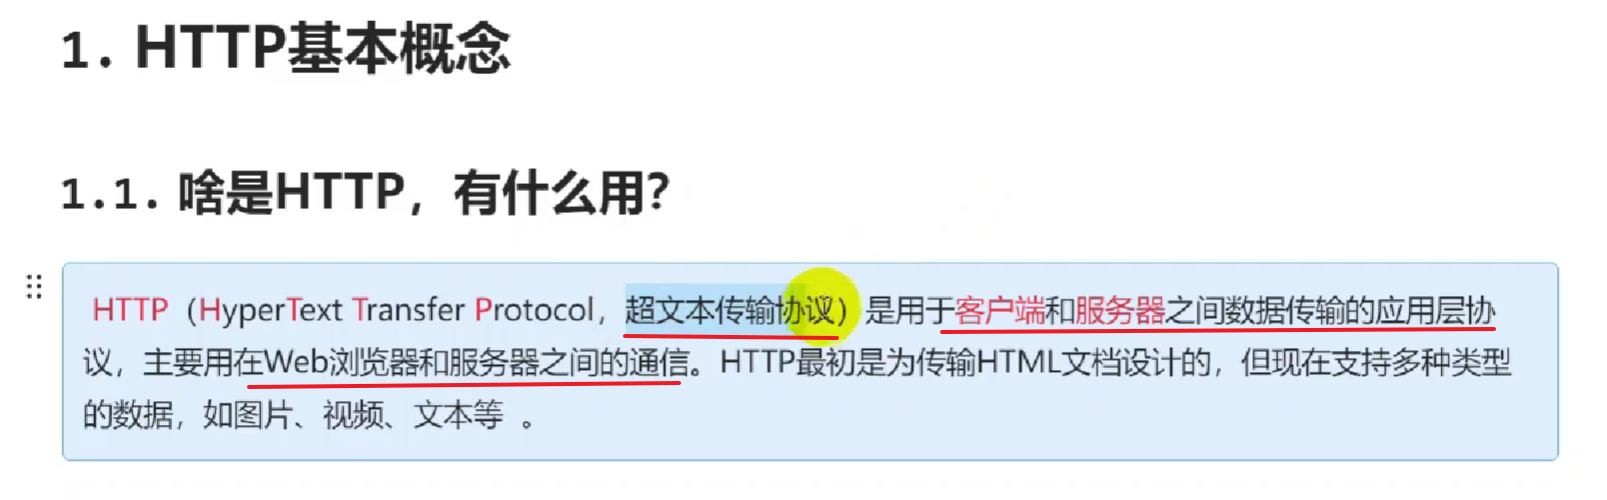 1. HTTP基本概念
1.1. 啥是HTTP，有什么用？
HTTP（HyperText Transfer Protocol，超文本传输协议）是用于客户端和服务器之间数据传输的应用层协
议，主要用在Web浏览器和服务器之间的通信。HTTP最初是为传输HTML文档设计的，但现在支持多种类型
的数据，如图片、视频、文本等 。